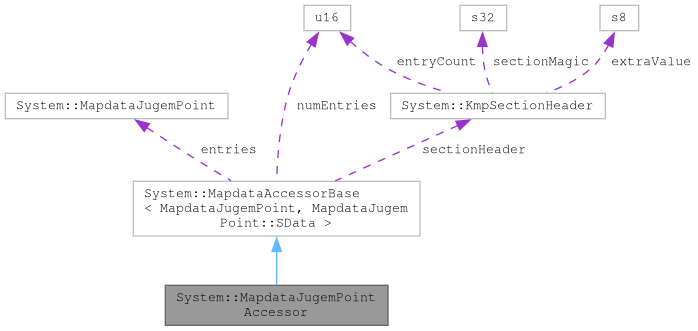 u16
s32
s8
entryCount
sectionMagic
extraValue
System::MapdataJugemPoint
numEntries
System::KmpSectionHeader
entries
sectionHeader
System::MapdataAccessorBase
< MapdataJugemPoint, MapdataJugem
Point::SData >
System::MapdataJugemPoint
Accessor